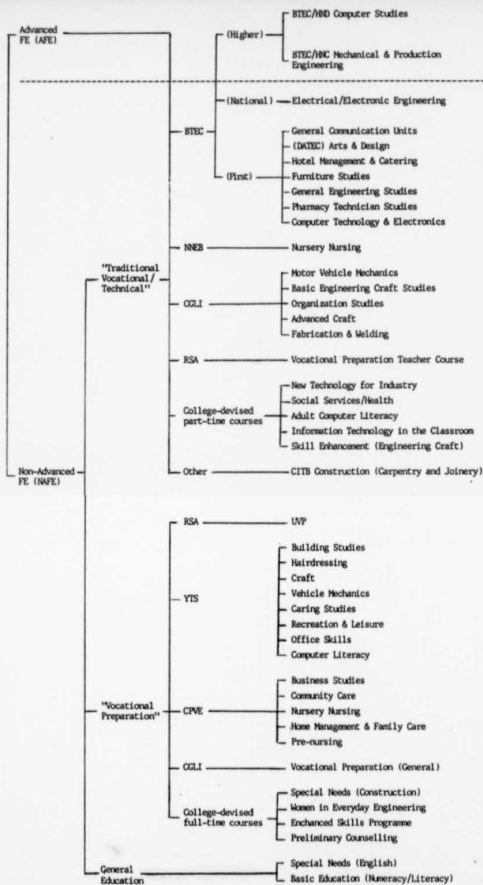 BTEC/HND Computer Studies
Advanced
FE (AFE)
(Higher)
BTEC/HNC Mechanical & Production
Engineering
(National)
Electrical/Electronic Engineering
BTEC
General Communication Units
(DATEC) Arts & Design
Hotel Management & Catering
(First)
Furniture Studies
General Engineering Studies
Pharmacy Technician Studies
Computer Technology & Electronics
NNEB
Nursery Nursing
"Traditional
Vocational/
Technical"
Motor Vehicle Mechanics
Basic Engineering Craft Studies
CGLI
Organization Studies
Advanced Craft
Fabrication & Welding
RSA
Vocational Preparation Teacher Course
College-devised
part-time courses
New Technology for Industry
Social Services/Health
Adult Computer Literacy
Information Technology in the Classroom
Skill Enhancement (Engineering Craft)
Non-Advanced
FE (NAFE)
Other
CITB Construction (Carpentry and Joinery)
RSA
UVP
YTS
Building Studies
Hairdressing
Craft
Vehicle Mechanics
Caring Studies
Recreation & Leisure
Office Skills
Computer Literacy
"Vocational
Preparation"
CPVE
Business Studies
Community Care
Nursery Nursing
Home Management & Family Care
Pre-nursing
CGLI
Vocational Preparation (General)
College-devised
full-time courses
Special Needs (Construction)
Women in Everyday Engineering
Enchanced Skills Programme
Preliminary Counselling
General
Education
Special Needs (English)
Basic Education (Numeracy/Literacy)